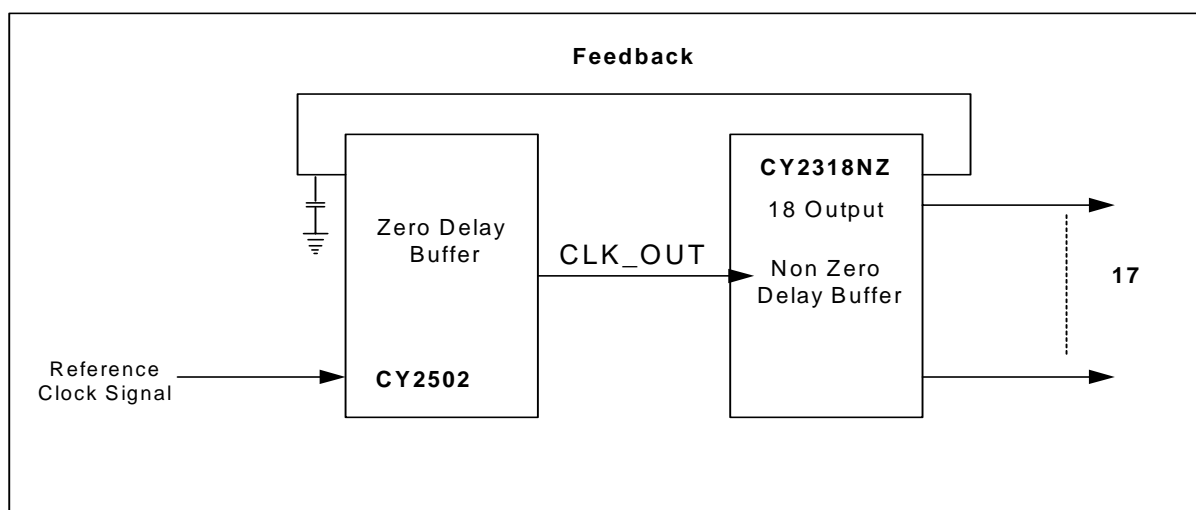 Feedback
CY2318NZ
18 Output
Zero Delay
Buffer
CLK_OUT
Non Zero
Delay Buffer
17
Reference
Clock Signal
CY2502